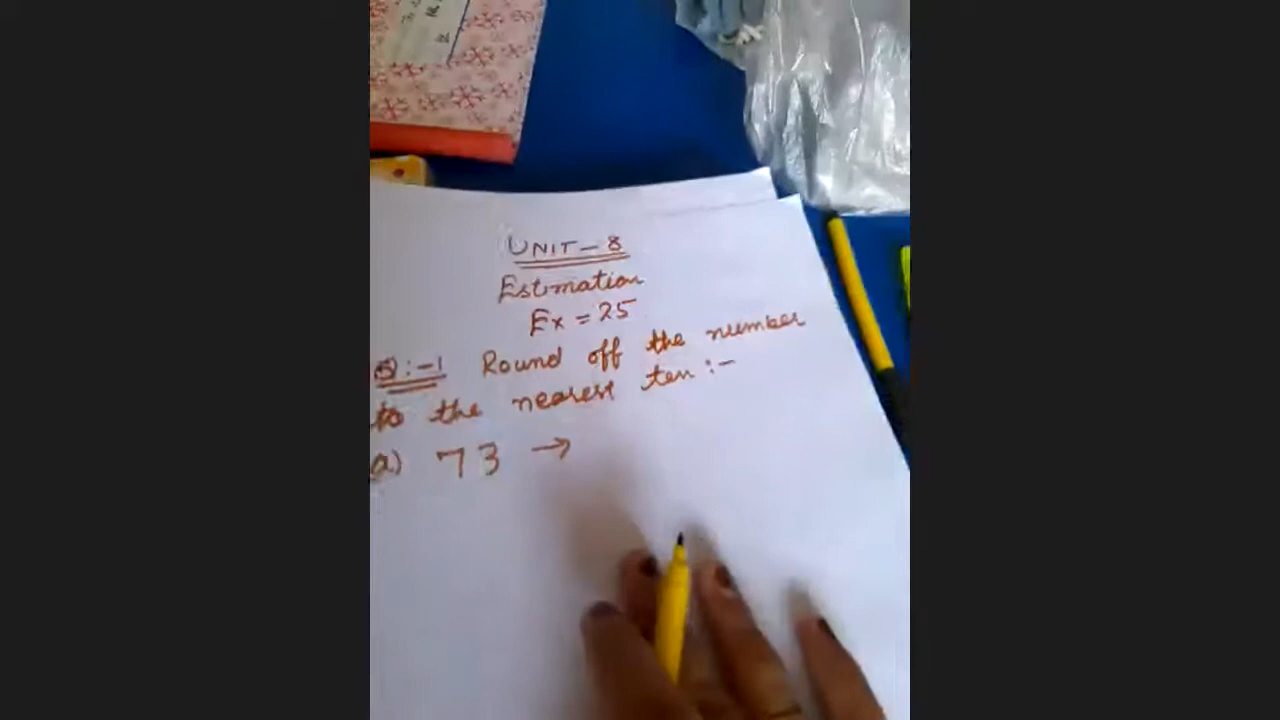 UNIT - 8
Estimation
Ex = 25
Q:-1 Round off the number
to the nearest ten :-
a) 73 →